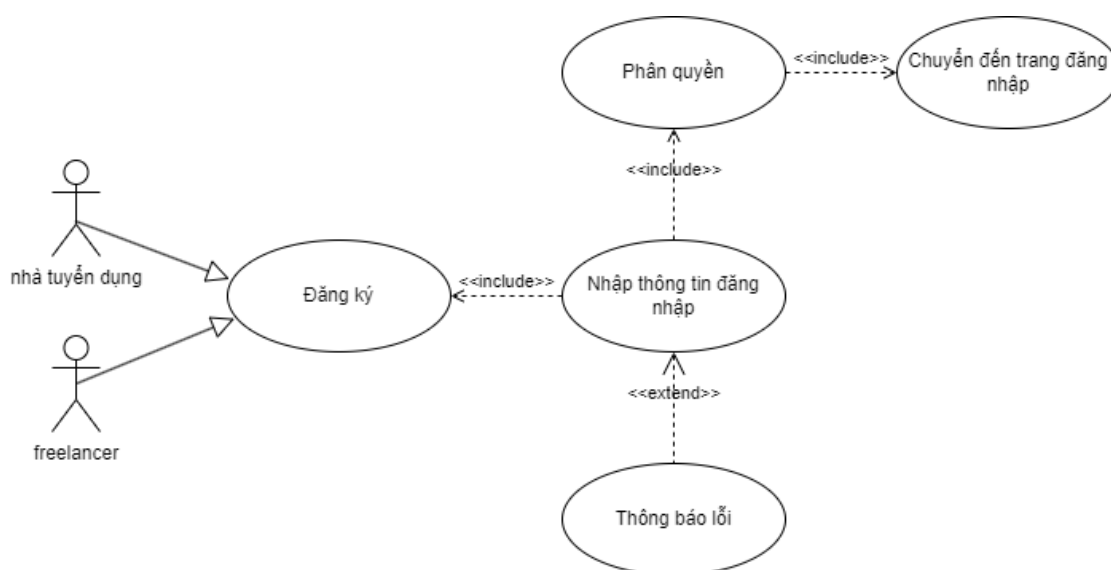 Phân quyền
<<include>>
Chuyển đến trang đăng
nhập
<<include>>
nhà tuyển dụng
Đăng ký
<<include>>
Nhập thông tin đăng
nhập
<<extend>>
freelancer
Thông báo lỗi